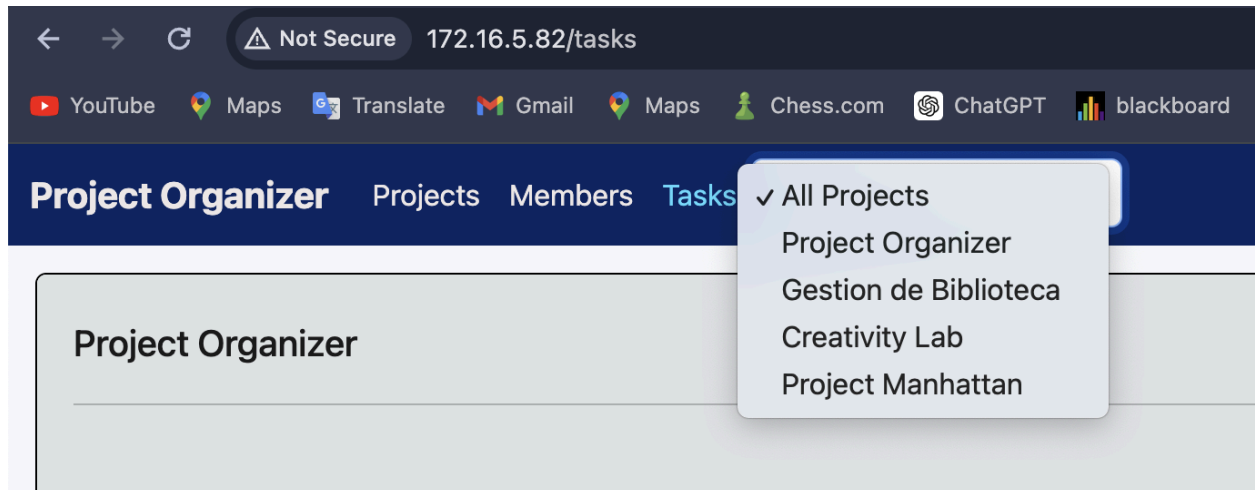 Not Secure 172.16.5.82/tasks
YouTube Maps Translate Gmail Maps Chess.com ChatGPT blackboard
Project Organizer Projects Members Tasks
✓ All Projects
Project Organizer
Gestion de Biblioteca
Creativity Lab
Project Manhattan
Project Organizer